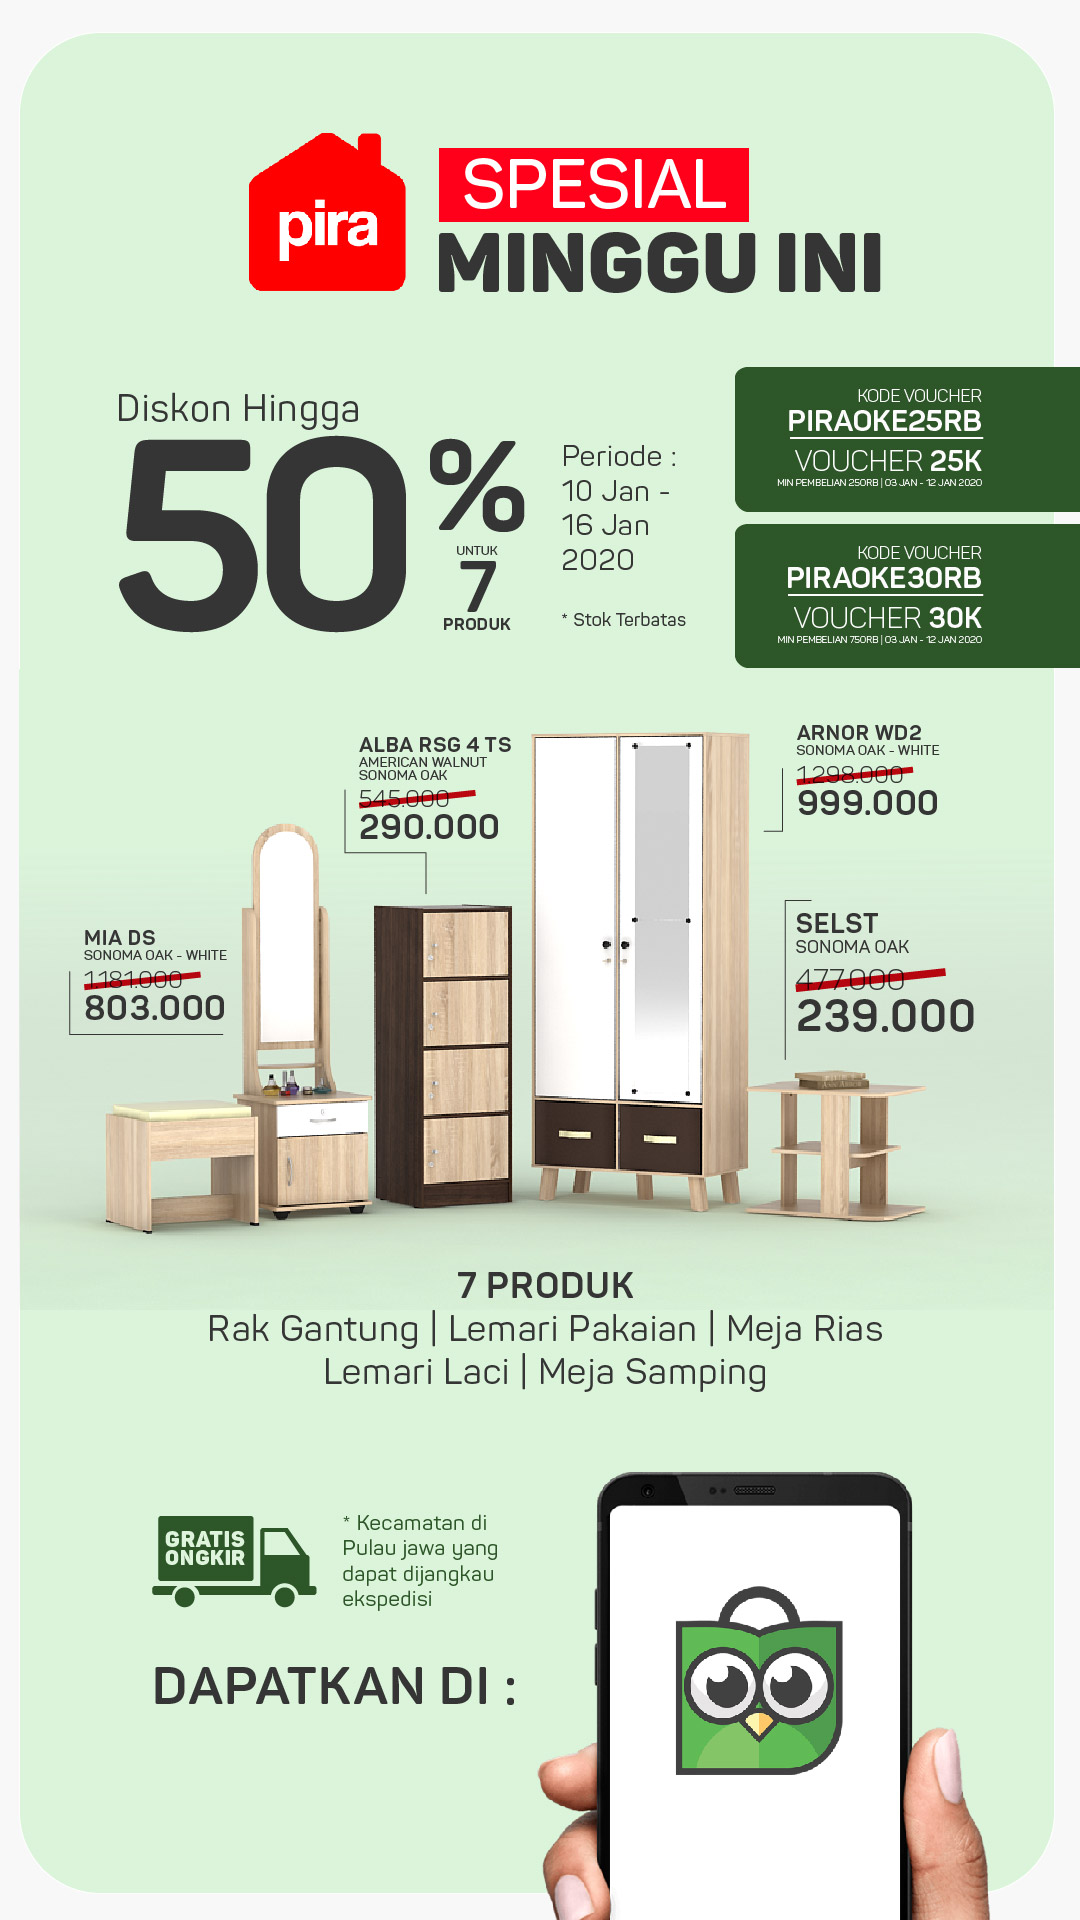 pira
SPESIAL
MINGGU INI
Diskon Hingga
50%
UNTUK
7
PRODUK
Periode :
10 Jan -
16 Jan
2020
* Stok Terbatas
KODE VOUCHER
PIRAOKE25RB
VOUCHER 25K
MIN PEMBELIAN 250RB | 03 JAN - 12 JAN 2020
KODE VOUCHER
PIRAOKE30RB
VOUCHER 30K
MIN PEMBELIAN 750RB | 03 JAN - 12 JAN 2020
ALBA RSG 4 TS
AMERICAN WALNUT
SONOMA OAK
545.000
290.000
ARNOR WD2
SONOMA OAK - WHITE
1.298.000
999.000
MIA DS
SONOMA OAK - WHITE
1.181.000
803.000
SELST
SONOMA OAK
477.000
239.000
7 PRODUK
Rak Gantung | Lemari Pakaian | Meja Rias
Lemari Laci | Meja Samping
GRATIS
ONGKIR
* Kecamatan di
Pulau jawa yang
dapat dijangkau
ekspedisi
DAPATKAN DI :